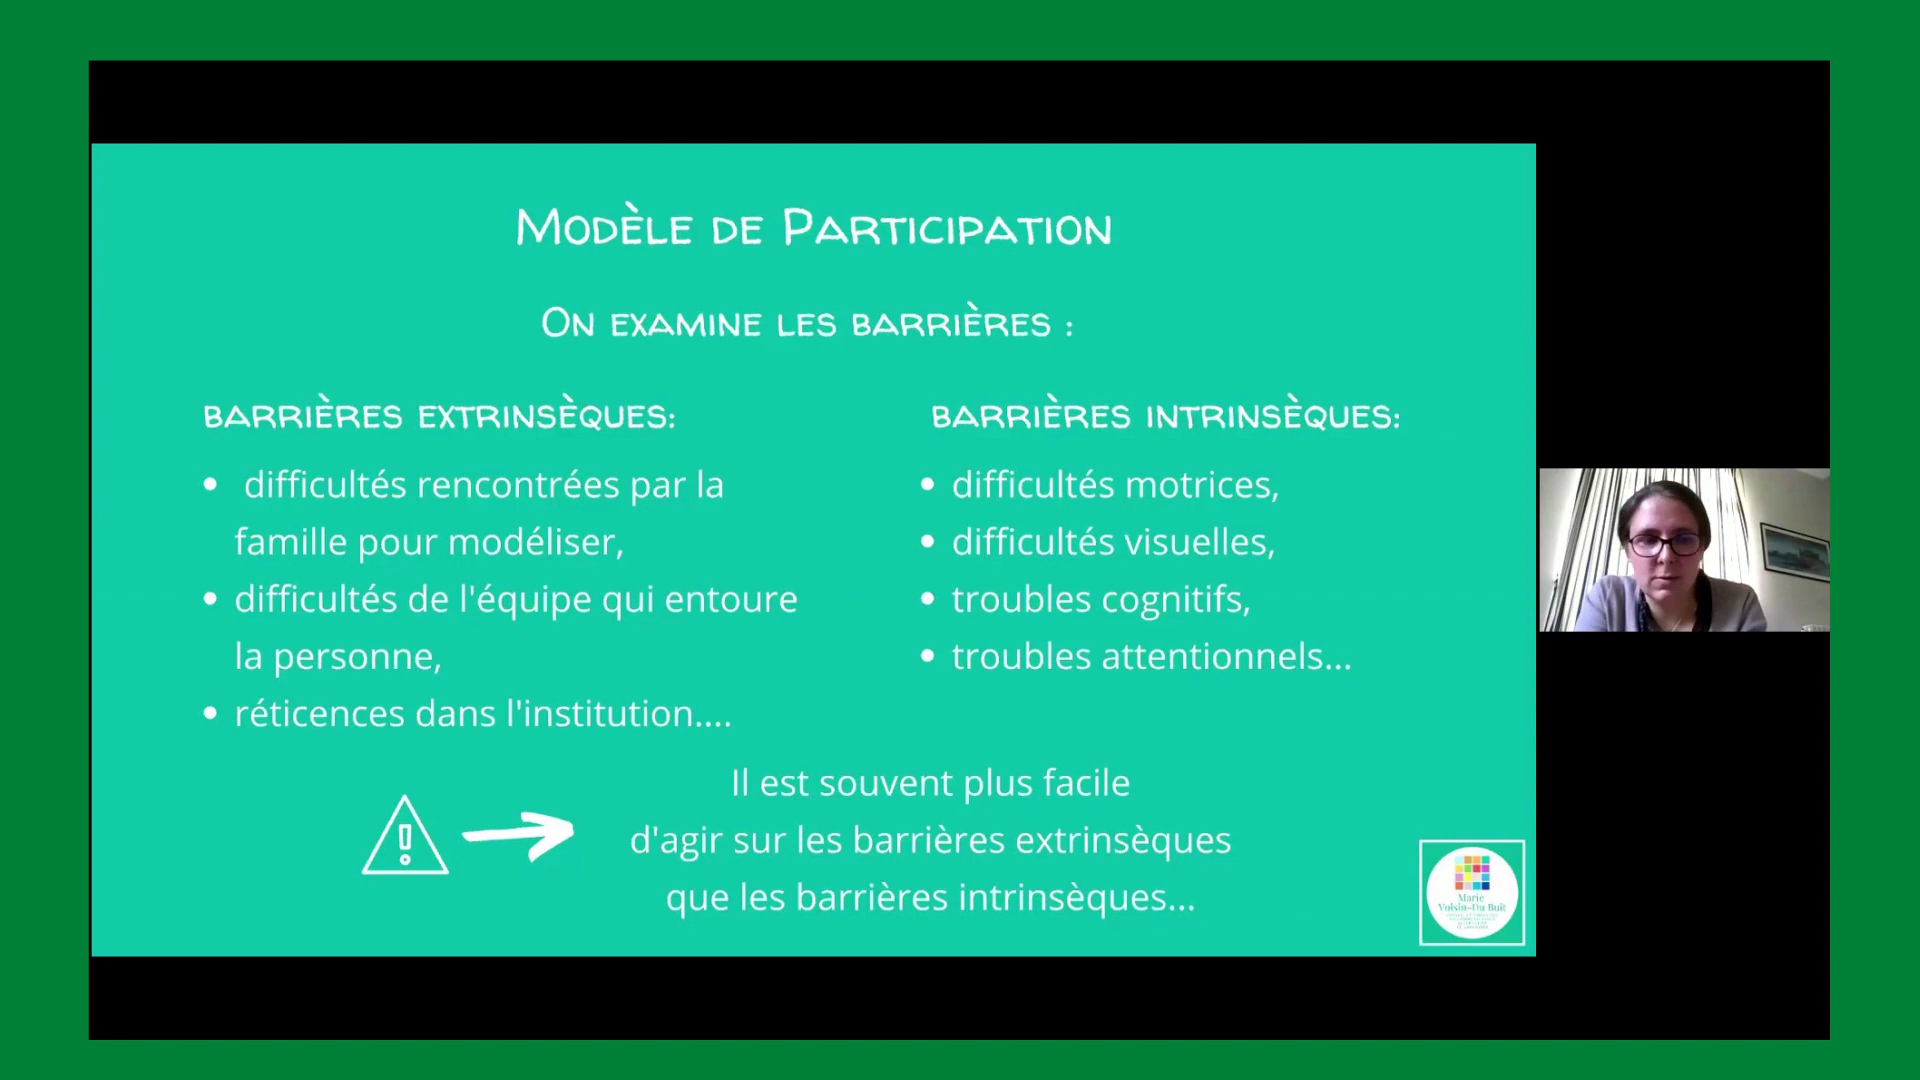 Modèle de Participation
On examine les barrières :
barrières extrinsèques:
difficultés rencontrées par la
famille pour modéliser,
difficultés de l'équipe qui entoure
la personne,
réticences dans l'institution....
barrières intrinsèques:
difficultés motrices,
difficultés visuelles,
troubles cognitifs,
troubles attentionnels...
Il est souvent plus facile
d'agir sur les barrières extrinsèques
que les barrières intrinsèques...
Marie
Voisin-Du Buit